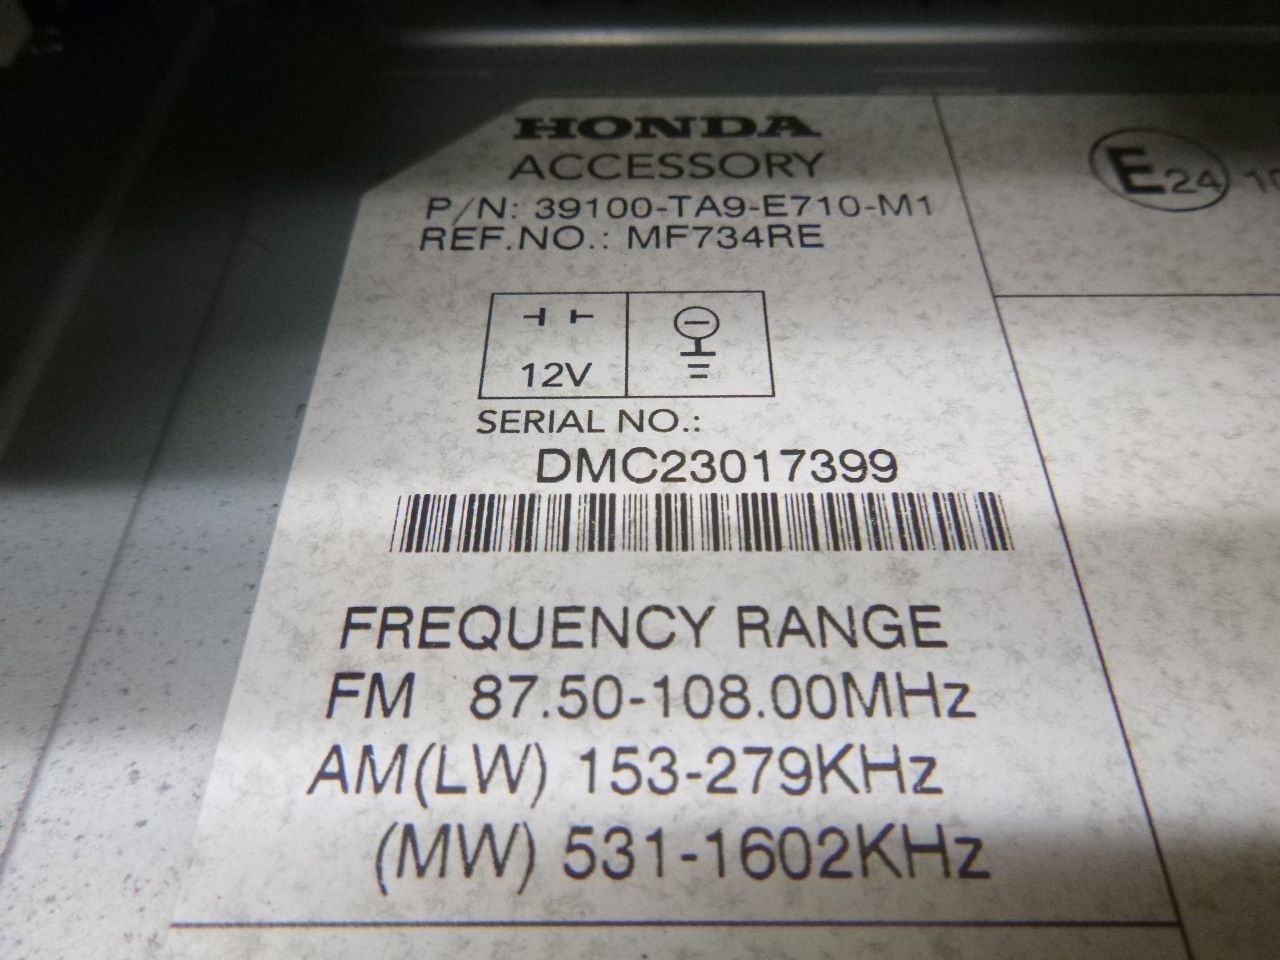 HONDA
ACCESSORY
P/N: 39100-TA9-E710-M1
REF.NO.: MF734RE
E24 10
12V
SERIAL NO.:
DMC23017399
FREQUENCY RANGE
FM 87.50-108.00MHz
AM(LW) 153-279KHz
(MW) 531-1602KHz